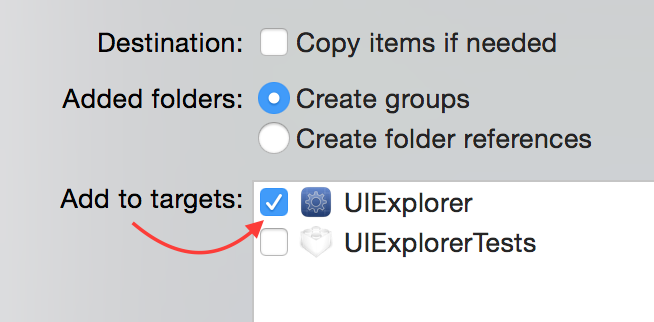 Destination: Copy items if needed
Added folders: Create groups
Create folder references
Add to targets: UIExplorer
UIExplorerTests